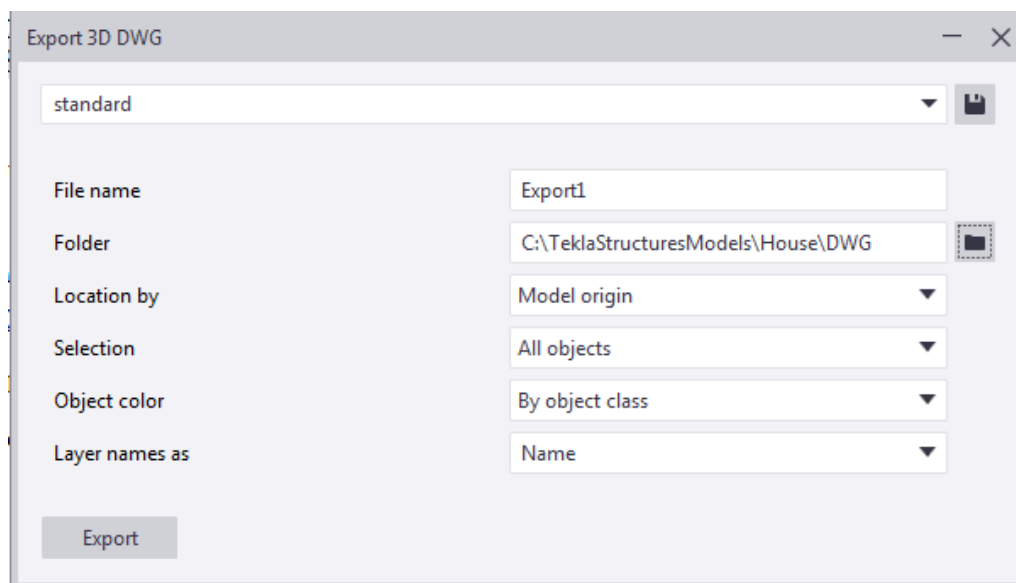 Export 3D DWG
standard
File name Export1
Folder C:\TeklaStructuresModels\House\DWG
Location by Model origin
Selection All objects
Object color By object class
Layer names as Name
Export